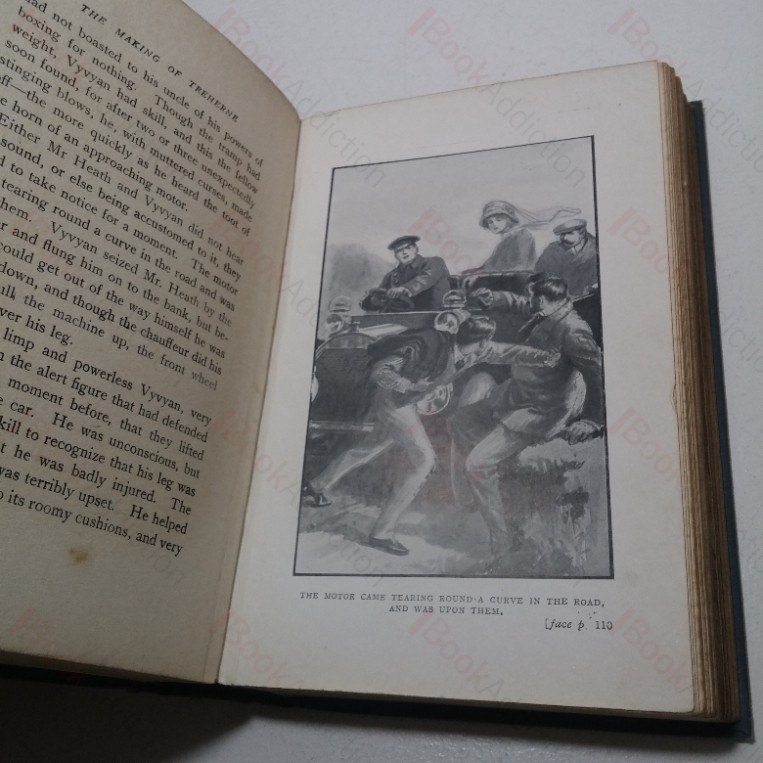 THE MAKING OF TREHERNE
had not boasted to his uncle of his powers of
boxing for nothing. Though the tramp had
weight, Vyvyan had skill, and this the fellow
soon found, for after two or three unexpectedly
stinging blows, he, with muttered curses, made
off—the more quickly as he heard the toot of
the horn of an approaching motor.
Either Mr Heath and Vyvyan did not hear
sound, or else being accustomed to it, they
to take notice for a moment. The motor
tearing round a curve in the road and was
them. Vyvyan seized Mr. Heath by the
and flung him on to the bank, but be-
could get out of the way himself he was
down, and though the chauffeur did his
the machine up, the front wheel
over his leg.
limp and powerless Vyvyan, very
the alert figure that had defended
moment before, that they lifted
car. He was unconscious, but
skill to recognize that his leg was
he was badly injured. The
was terribly upset. He helped
its roomy cushions, and very
THE MOTOR CAME TEARING ROUND A CURVE IN THE ROAD,
AND WAS UPON THEM,
[face p 110
BookAddiction